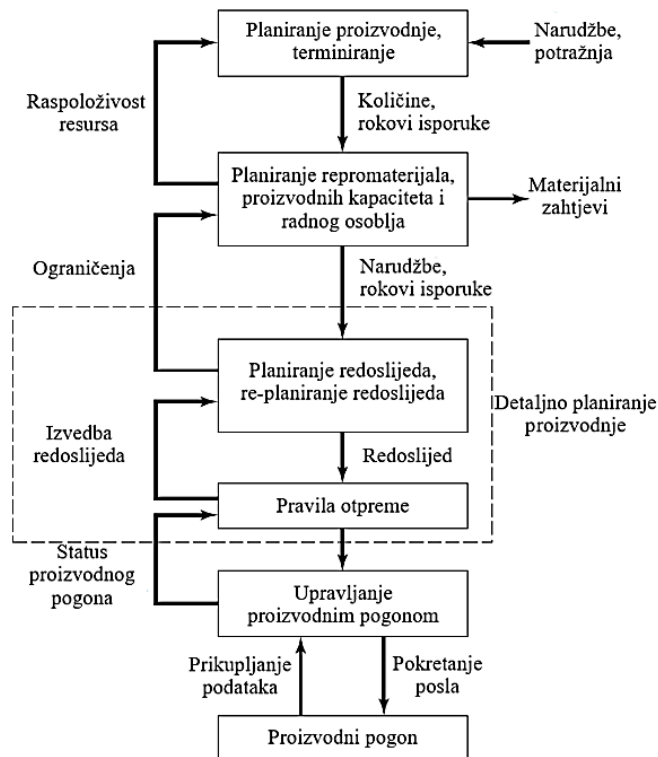 Planiranje proizvodnje,
terminiranje
Narudžbe,
potražnja
Raspoloživost
resursa
Količine,
rokovi isporuke
Planiranje repromaterijala,
proizvodnih kapaciteta i
radnog osoblja
Materijalni
zahtjevi
Ograničenja
Narudžbe,
rokovi isporuke
Planiranje redoslijeda,
re-planiranje redoslijeda
Detaljno planiranje
proizvodnje
Izvedba
redoslijeda
Redoslijed
Pravila otpreme
Status
proizvodnog
pogona
Upravljanje
proizvodnim pogonom
Prikupljanje
podataka
Pokretanje
posla
Proizvodni pogon